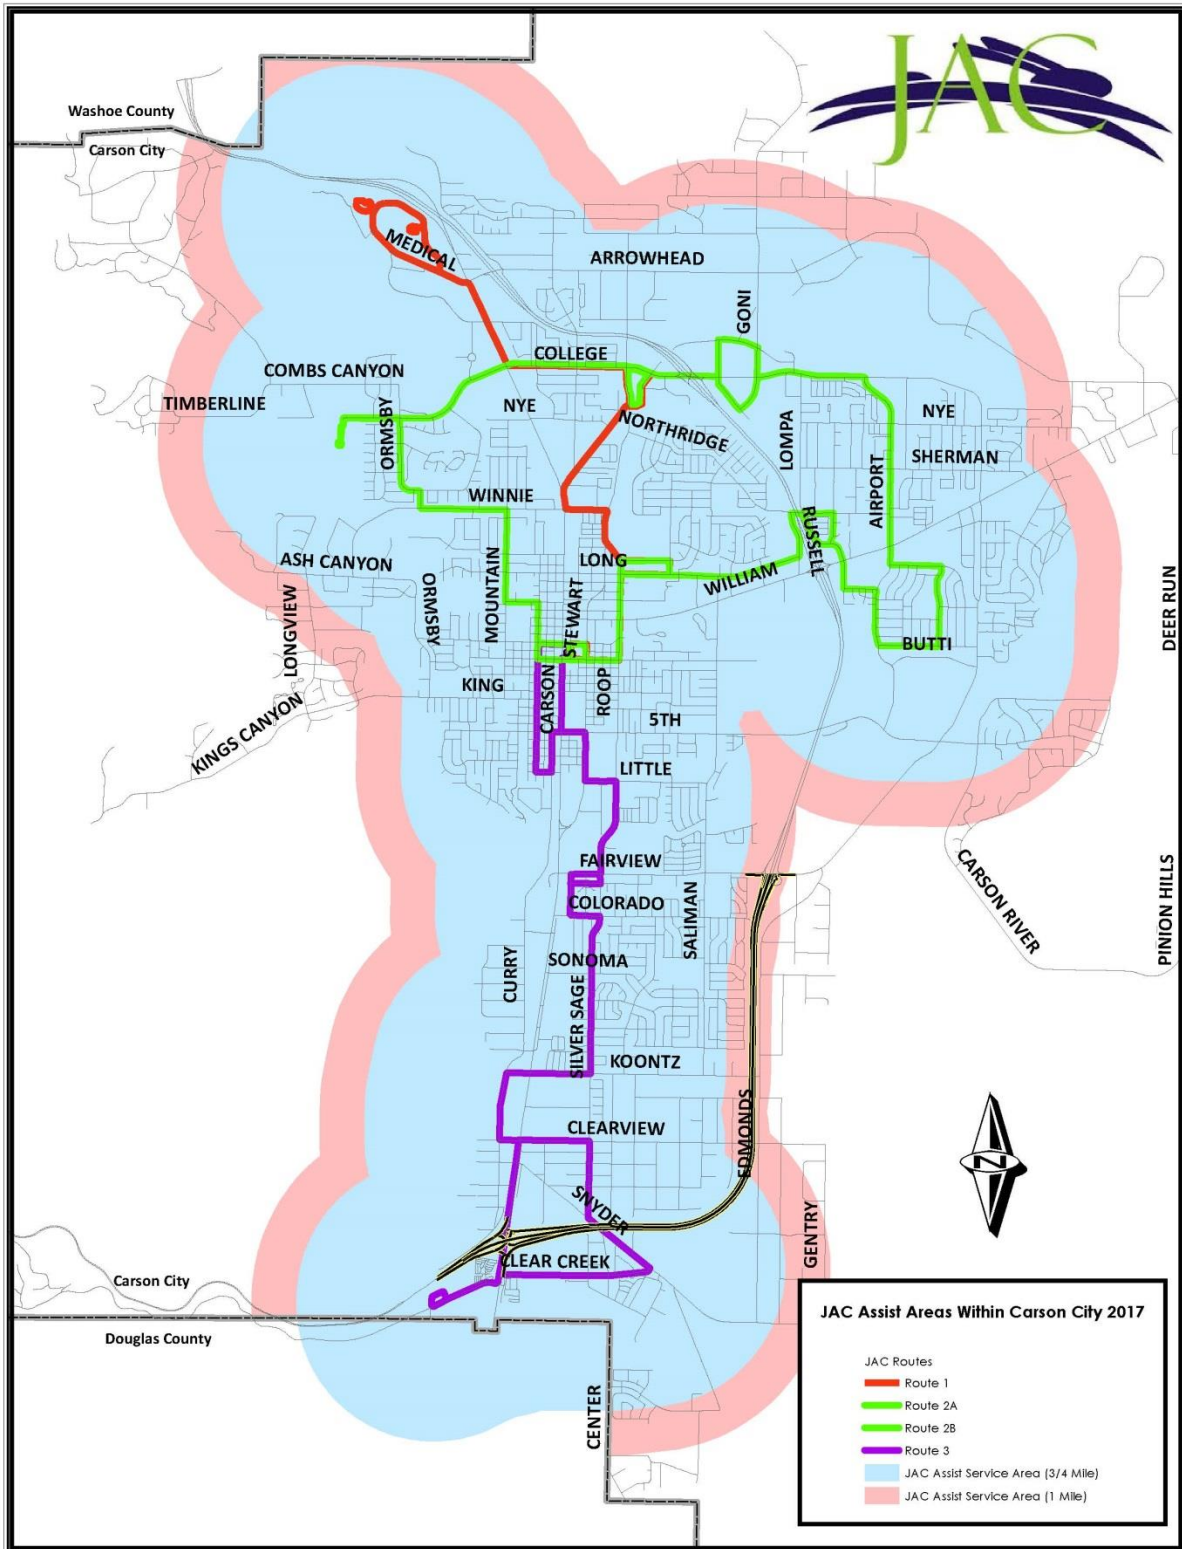 JAC
Washoe County
Carson City
MEDICAL
ARROWHEAD
GONI
COLLEGE
COMBS CANYON
TIMBERLINE
NYE
ORMSBY
NORTHRIDGE
LOMPA
NYE
SHERMAN
AIRPORT
WINNIE
RUSSELL
ASH CANYON
LONG
WILLIAM
MOUNTAIN
ORMSBY
STEWART
LONGVIEW
DEER RUN
BUTTI
KING
CARSON
ROOP
5TH
KINGS CANYON
LITTLE
FAIRVIEW
COLORADO
SALIMAN
CARSON RIVER
PINION HILLS
SONOMA
CURRY
SILVER SAGE
KOONTZ
EDMONDS
CLEARVIEW
N
SNYDER
GENTRY
CLEAR CREEK
Carson City
Douglas County
CENTER
JAC Assist Areas Within Carson City 2017
JAC Routes
Route 1
Route 2A
Route 2B
Route 3
JAC Assist Service Area (3/4 Mile)
JAC Assist Service Area (1 Mile)